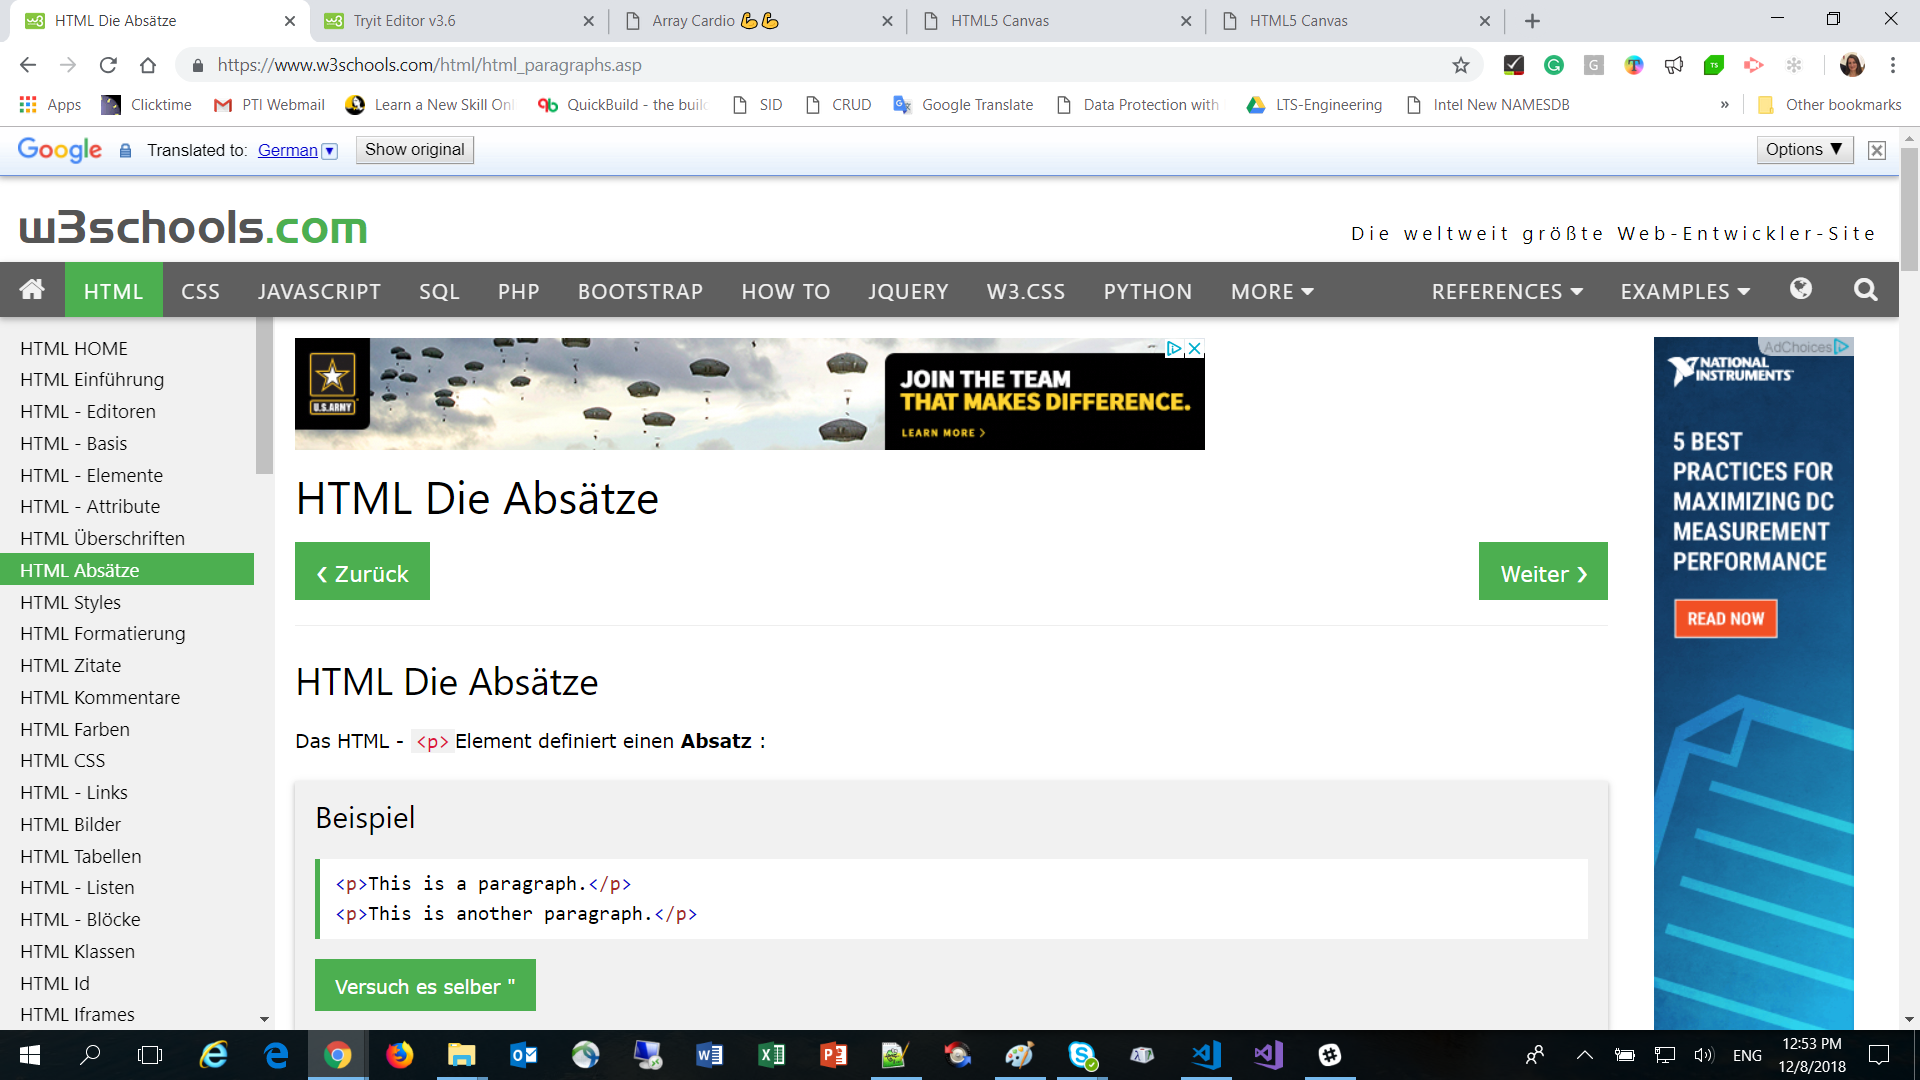 HTML Die Absätze
Tryit Editor v3.6
Array Cardio 💪💪
HTML5 Canvas
HTML5 Canvas
https://www.w3schools.com/html/html_paragraphs.asp
Apps
Clicktime
PTI Webmail
Learn a New Skill Onl
QuickBuild - the build
SID
CRUD
Google Translate
Data Protection with
LTS-Engineering
Intel New NAMESDB
»
Other bookmarks
Google
Translated to: German
Show original
Options ▼
w3schools.com
Die weltweit größte Web-Entwickler-Site
HTML
CSS
JAVASCRIPT
SQL
PHP
BOOTSTRAP
HOW TO
JQUERY
W3.CSS
PYTHON
MORE
REFERENCES
EXAMPLES
HTML HOME
HTML Einführung
HTML - Editoren
HTML - Basis
HTML - Elemente
HTML - Attribute
HTML Überschriften
HTML Absätze
HTML Styles
HTML Formatierung
HTML Zitate
HTML Kommentare
HTML Farben
HTML CSS
HTML - Links
HTML Bilder
HTML Tabellen
HTML - Listen
HTML - Blöcke
HTML Klassen
HTML Id
HTML Iframes
U.S.ARMY
JOIN THE TEAM
THAT MAKES DIFFERENCE.
LEARN MORE >
HTML Die Absätze
❮ Zurück
Weiter ❯
HTML Die Absätze
Das HTML - <p> Element definiert einen Absatz :
Beispiel
<p>This is a paragraph.</p>
<p>This is another paragraph.</p>
Versuch es selber "
AdChoices
NATIONAL
INSTRUMENTS
5 BEST
PRACTICES FOR
MAXIMIZING DC
MEASUREMENT
PERFORMANCE
READ NOW
ENG
12:53 PM
12/8/2018